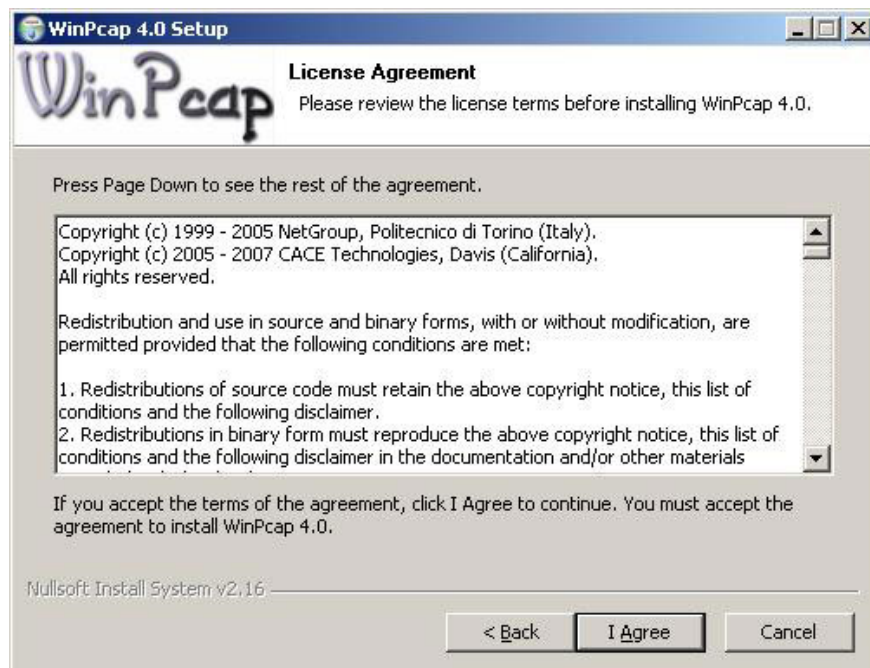 WinPcap 4.0 Setup
WinPcap
License Agreement
Please review the license terms before installing WinPcap 4.0.
Press Page Down to see the rest of the agreement.
Copyright (c) 1999 - 2005 NetGroup, Politecnico di Torino (Italy).
Copyright (c) 2005 - 2007 CACE Technologies, Davis (California).
All rights reserved.
Redistribution and use in source and binary forms, with or without modification, are
permitted provided that the following conditions are met:
1. Redistributions of source code must retain the above copyright notice, this list of
conditions and the following disclaimer.
2. Redistributions in binary form must reproduce the above copyright notice, this list of
conditions and the following disclaimer in the documentation and/or other materials
If you accept the terms of the agreement, click I Agree to continue. You must accept the
agreement to install WinPcap 4.0.
Nullsoft Install System v2.16
< Back
I Agree
Cancel